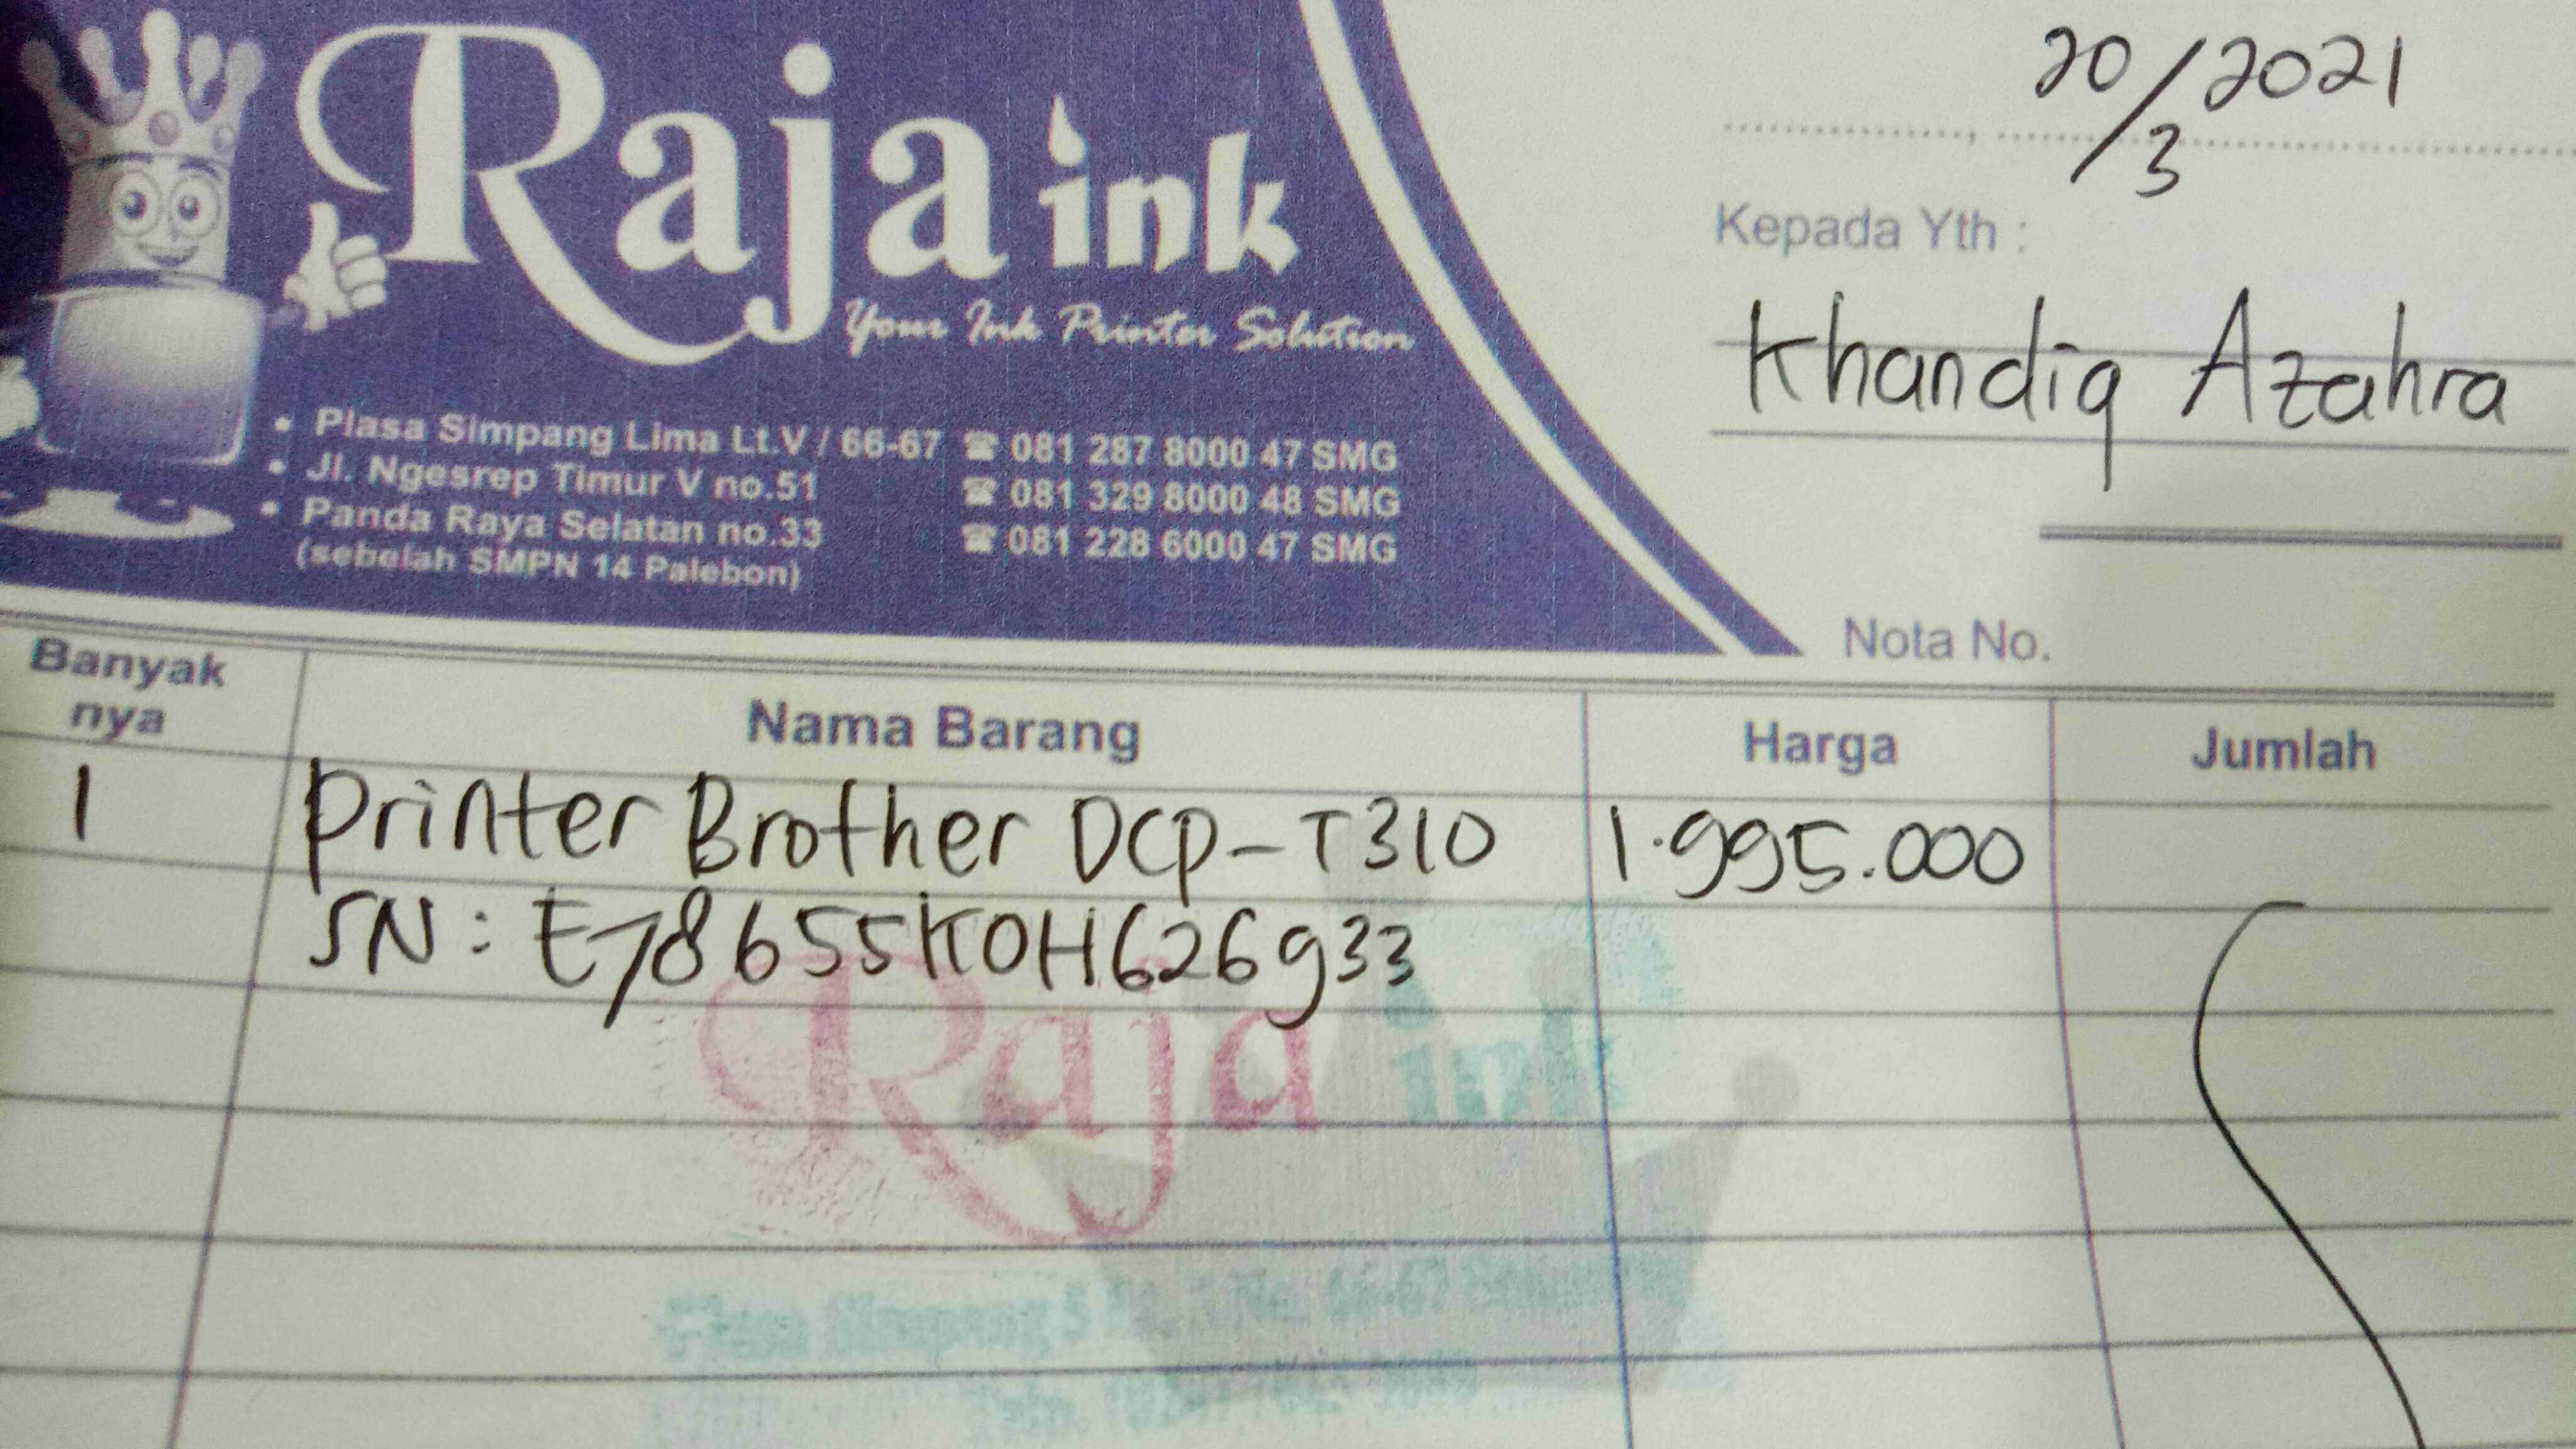 Raja ink
Your Ink Printer Solution
• Plasa Simpang Lima Lt.V / 66-67 ☎ 081 287 8000 47 SMG
• Jl. Ngesrep Timur V no.51 ☎ 081 329 8000 48 SMG
• Panda Raya Selatan no.33 ☎ 081 228 6000 47 SMG
(sebelah SMPN 14 Palebon)
20/3 2021
Kepada Yth :
Khandiq Azahra
Nota No.
Banyak nya Nama Barang Harga Jumlah
1 Printer Brother DCP-T310 1.995.000
SN : E78655K0H626933
Raja ink